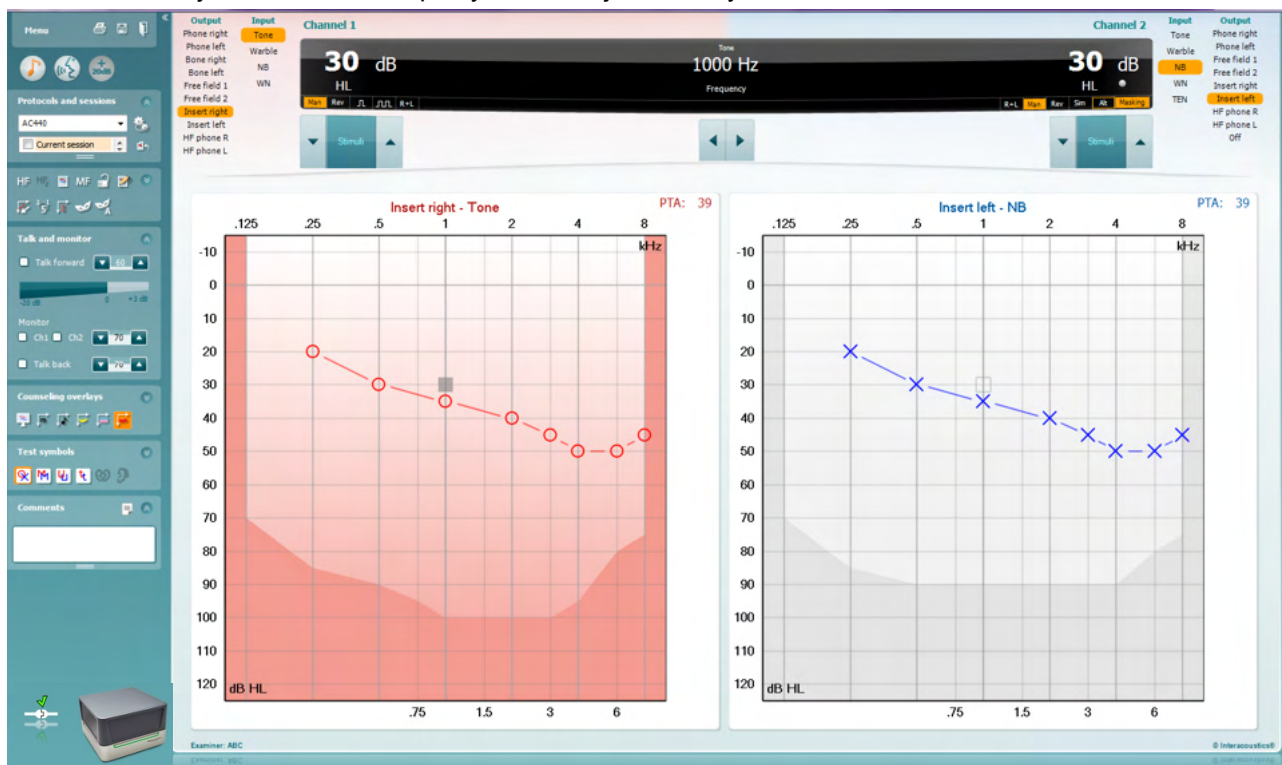 Menu
Protocols and sessions
AC440
Current session
HF MF
Talk and monitor
Talk forward 60
-20 dB 0 +3 dB
Monitor
Ch1 Ch2 70
Talk back 70
Counseling overlays
Test symbols
Comments
Output
Phone right
Phone left
Bone right
Bone left
Free field 1
Free field 2
Insert right
Insert left
HF phone R
HF phone L
Input
Tone
Warble
NB
WN
Channel 1
Channel 2
30 dB
HL
Man Rev R+L
Tone
1000 Hz
Frequency
30 dB
HL
R+L Man Rev Sim Alt Masking
Stimuli
Stimuli
Input
Tone
Warble
NB
WN
TEN
Output
Phone right
Phone left
Free field 1
Free field 2
Insert right
Insert left
HF phone R
HF phone L
Off
Insert right - Tone
PTA: 39
.125 .25 .5 1 2 4 8
kHz
-10
0
10
20
30
40
50
60
70
80
90
100
110
120
dB HL
.75 1.5 3 6
Insert left - NB
PTA: 39
.125 .25 .5 1 2 4 8
kHz
-10
0
10
20
30
40
50
60
70
80
90
100
110
120
dB HL
.75 1.5 3 6
Examiner: ABC
© Interacoustics®